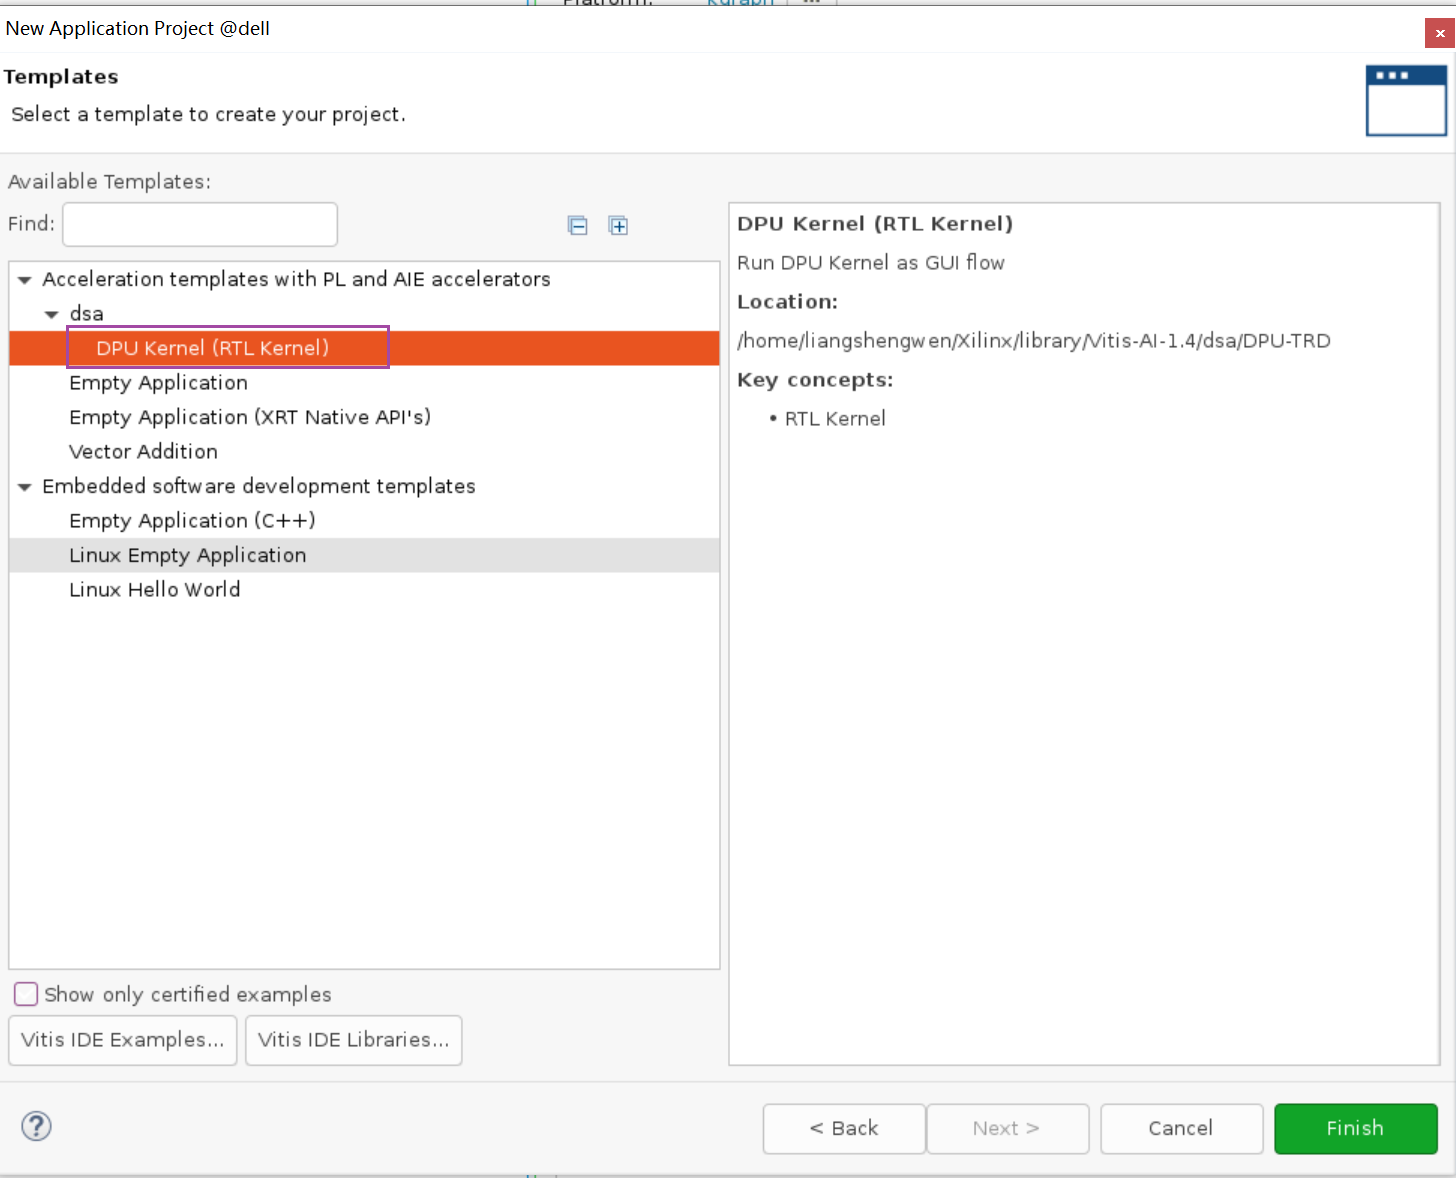 Platform: Kgraph ...
New Application Project @dell
Templates
Select a template to create your project.
Available Templates:
Find:
Acceleration templates with PL and AIE accelerators
dsa
DPU Kernel (RTL Kernel)
Empty Application
Empty Application (XRT Native API's)
Vector Addition
Embedded software development templates
Empty Application (C++)
Linux Empty Application
Linux Hello World
Show only certified examples
Vitis IDE Examples... Vitis IDE Libraries...
DPU Kernel (RTL Kernel)
Run DPU Kernel as GUI flow
Location:
/home/liangshengwen/Xilinx/library/Vitis-AI-1.4/dsa/DPU-TRD
Key concepts:
• RTL Kernel
< Back Next > Cancel Finish